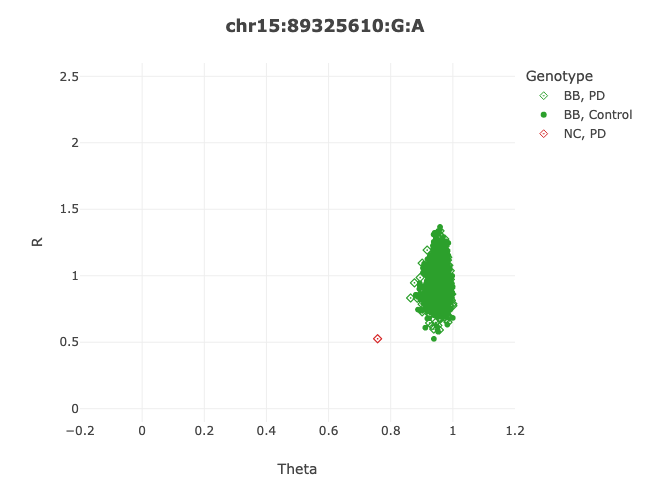 chr15:89325610:G:A
Genotype
BB, PD
BB, Control
NC, PD
2.5
2
1.5
1
0.5
0
R
−0.2
0
0.2
0.4
0.6
0.8
1
1.2
Theta